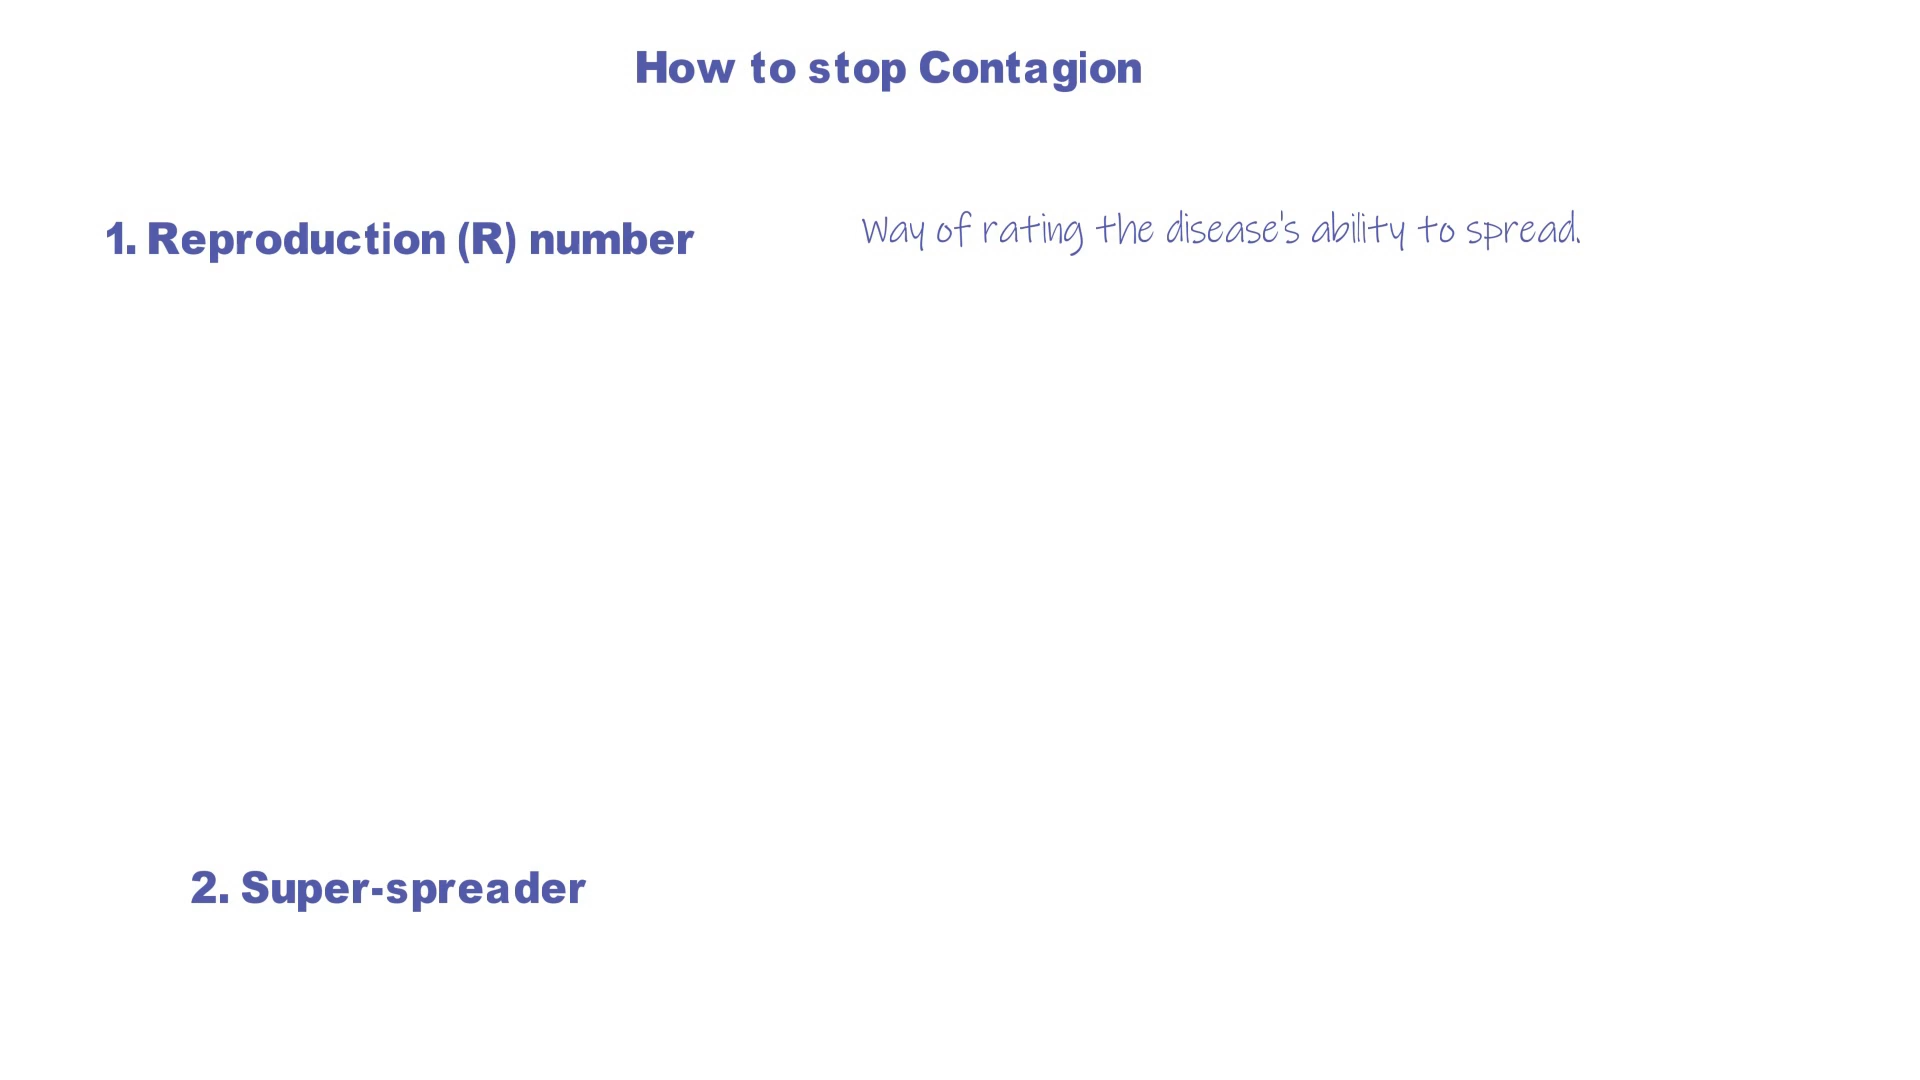 How to stop Contagion
1. Reproduction (R) number
Way of rating the disease's ability to spread.
2. Super-spreader